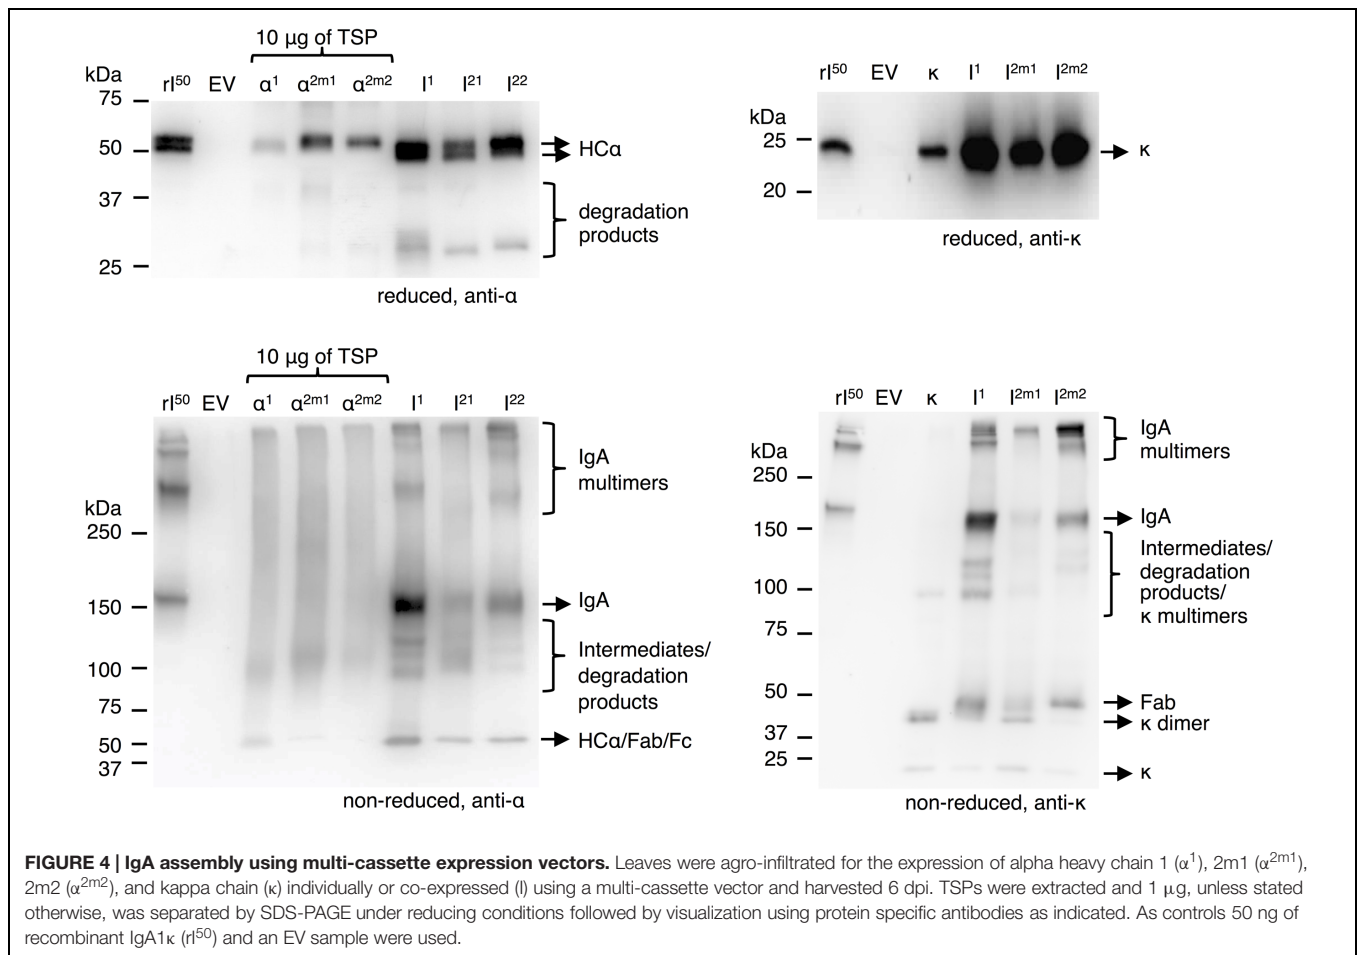 10 µg of TSP
kDa rI⁵⁰ EV α¹ α²ᵐ¹ α²ᵐ² I¹ I²¹ I²²
75
50
HCα
37
degradation
products
25
reduced, anti-α
rI⁵⁰ EV κ I¹ I²ᵐ¹ I²ᵐ²
kDa
25
κ
20
reduced, anti-κ
10 µg of TSP
rI⁵⁰ EV α¹ α²ᵐ¹ α²ᵐ² I¹ I²¹ I²²
IgA
multimers
kDa
250
150
IgA
Intermediates/
degradation
products
100
75
50
HCα/Fab/Fc
37
non-reduced, anti-α
rI⁵⁰ EV κ I¹ I²ᵐ¹ I²ᵐ²
IgA
multimers
kDa
250
150
IgA
Intermediates/
degradation
products/
κ multimers
100
75
50
Fab
κ dimer
37
25
κ
non-reduced, anti-κ
FIGURE 4 | IgA assembly using multi-cassette expression vectors. Leaves were agro-infiltrated for the expression of alpha heavy chain 1 (α¹), 2m1 (α²ᵐ¹),
2m2 (α²ᵐ²), and kappa chain (κ) individually or co-expressed (I) using a multi-cassette vector and harvested 6 dpi. TSPs were extracted and 1 µg, unless stated
otherwise, was separated by SDS-PAGE under reducing conditions followed by visualization using protein specific antibodies as indicated. As controls 50 ng of
recombinant IgA1κ (rI⁵⁰) and an EV sample were used.